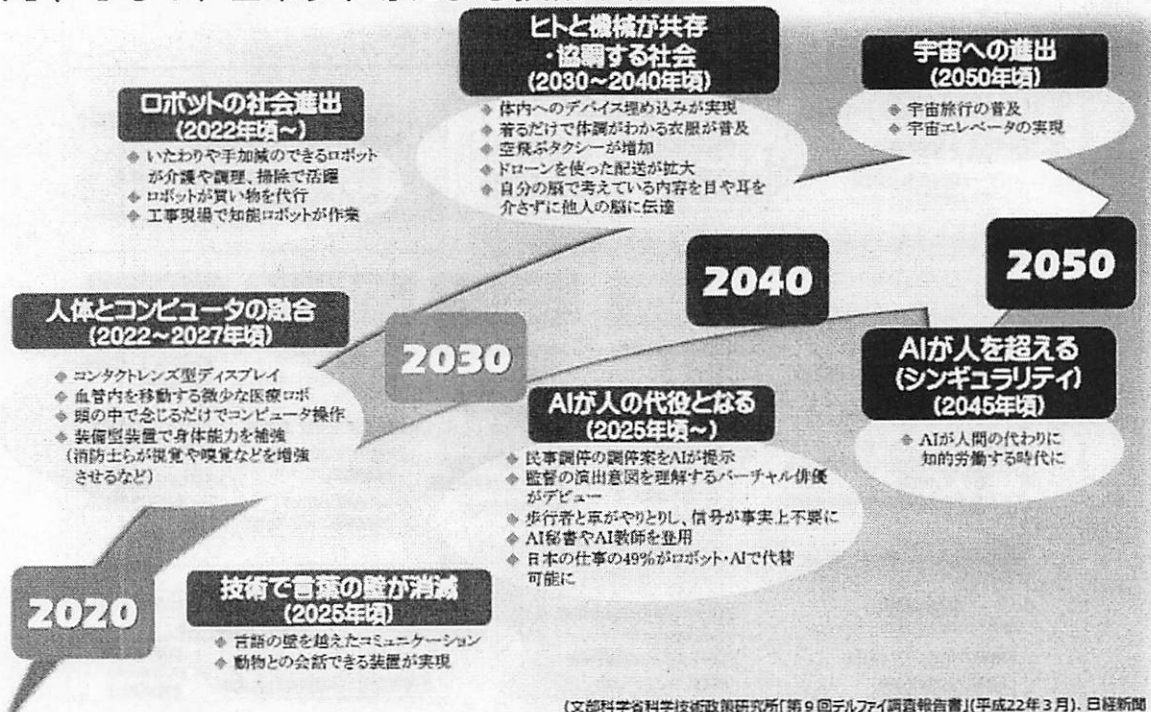 ロボットの社会進出
(2022年頃～)
◆ いたわりや手加減のできるロボット
が介護や調理、掃除で活躍
◆ ロボットが買い物を代行
◆ 工事現場で知能ロボットが作業
ヒトと機械が共存
・協調する社会
(2030～2040年頃)
◆ 体内へのデバイス埋め込みが実現
◆ 着るだけで体調がわかる衣服が普及
◆ 空飛ぶタクシーが増加
◆ ドローンを使った配送が拡大
◆ 自分の脳で考えている内容を目や耳を
介さずに他人の脳に伝達
宇宙への進出
(2050年頃)
◆ 宇宙旅行の普及
◆ 宇宙エレベータの実現
2050
2040
2030
2020
人体とコンピュータの融合
(2022～2027年頃)
◆ コンタクトレンズ型ディスプレイ
◆ 血管内を移動する微少な医療ロボ
◆ 頭の中で念じるだけでコンピュータ操作
◆ 装備型装置で身体能力を補強
(消防士らが視覚や嗅覚などを増強
させるなど)
AIが人の代役となる
(2025年頃～)
◆ 民事調停の調停案をAIが提示
◆ 監督の演出意図を理解するバーチャル俳優
がデビュー
◆ 歩行者と車がやりとりし、信号が事実上不要に
◆ AI秘書やAI教師を登用
◆ 日本の仕事の49%がロボット・AIで代替
可能に
AIが人を超える
(シンギュラリティ)
(2045年頃)
◆ AIが人間の代わりに
知的労働する時代に
技術で言葉の壁が消滅
(2025年頃)
◆ 言語の壁を越えたコミュニケーション
◆ 動物との会話できる装置が実現
(文部科学省科学技術政策研究所「第9回デルファイ調査報告書」(平成22年3月)、日経新聞